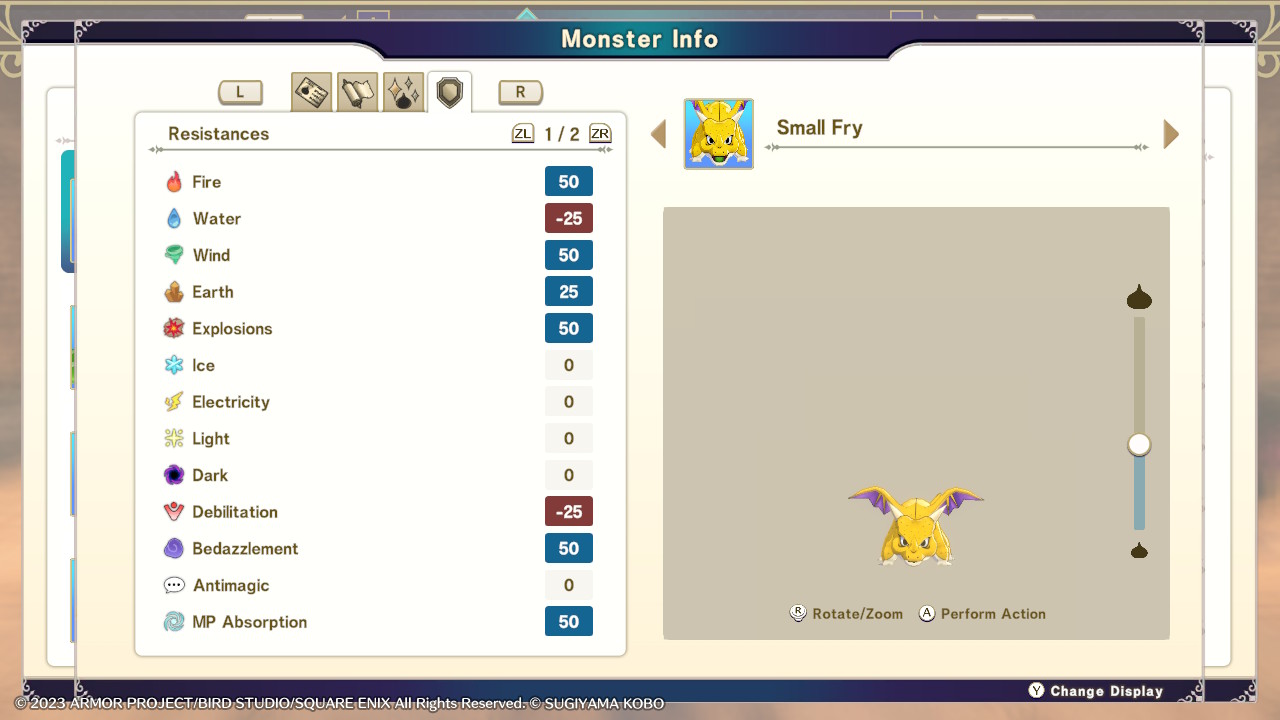 Monster Info
L
R
Resistances
ZL 1 / 2 ZR
Fire 50
Water -25
Wind 50
Earth 25
Explosions 50
Ice 0
Electricity 0
Light 0
Dark 0
Debilitation -25
Bedazzlement 50
Antimagic 0
MP Absorption 50
Small Fry
R Rotate/Zoom A Perform Action
Y Change Display
© 2023 ARMOR PROJECT/BIRD STUDIO/SQUARE ENIX All Rights Reserved. © SUGIYAMA KOBO